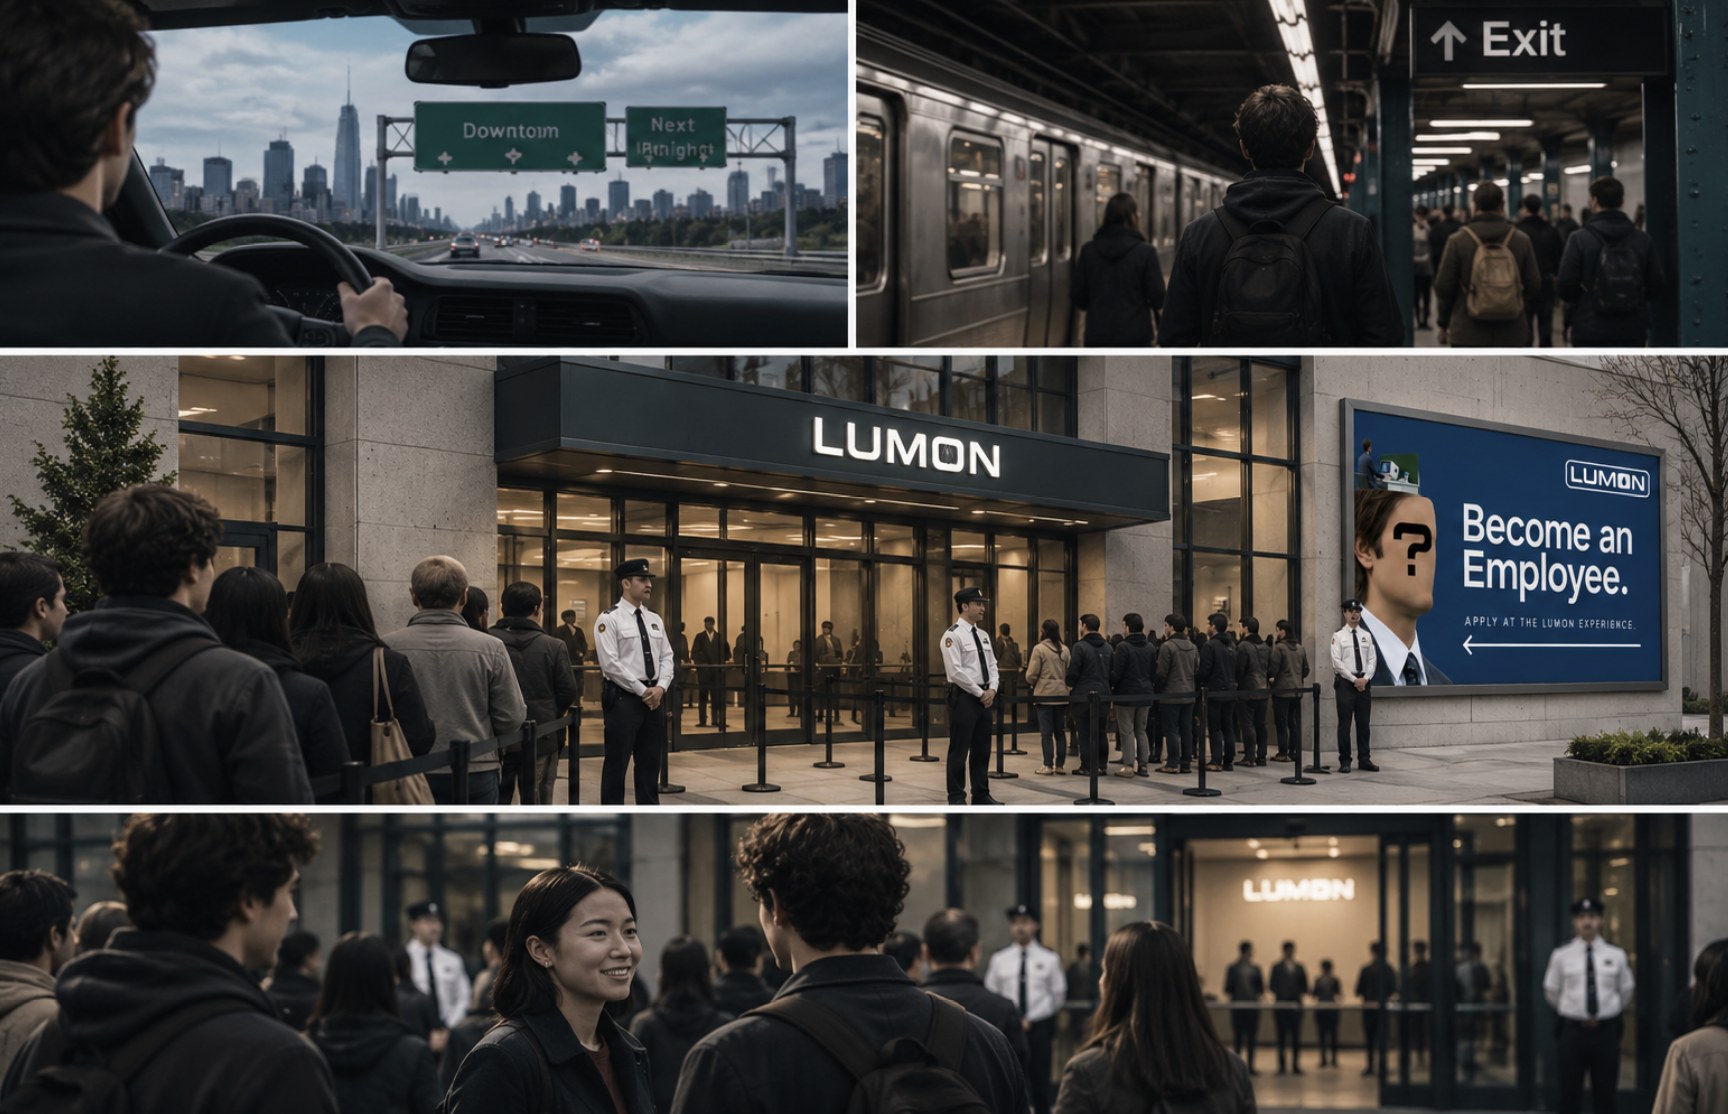 Downtown
Next
Exit
LUMON
LUMON
Become an
Employee.
APPLY AT THE LUMON EXPERIENCE.
LUMON